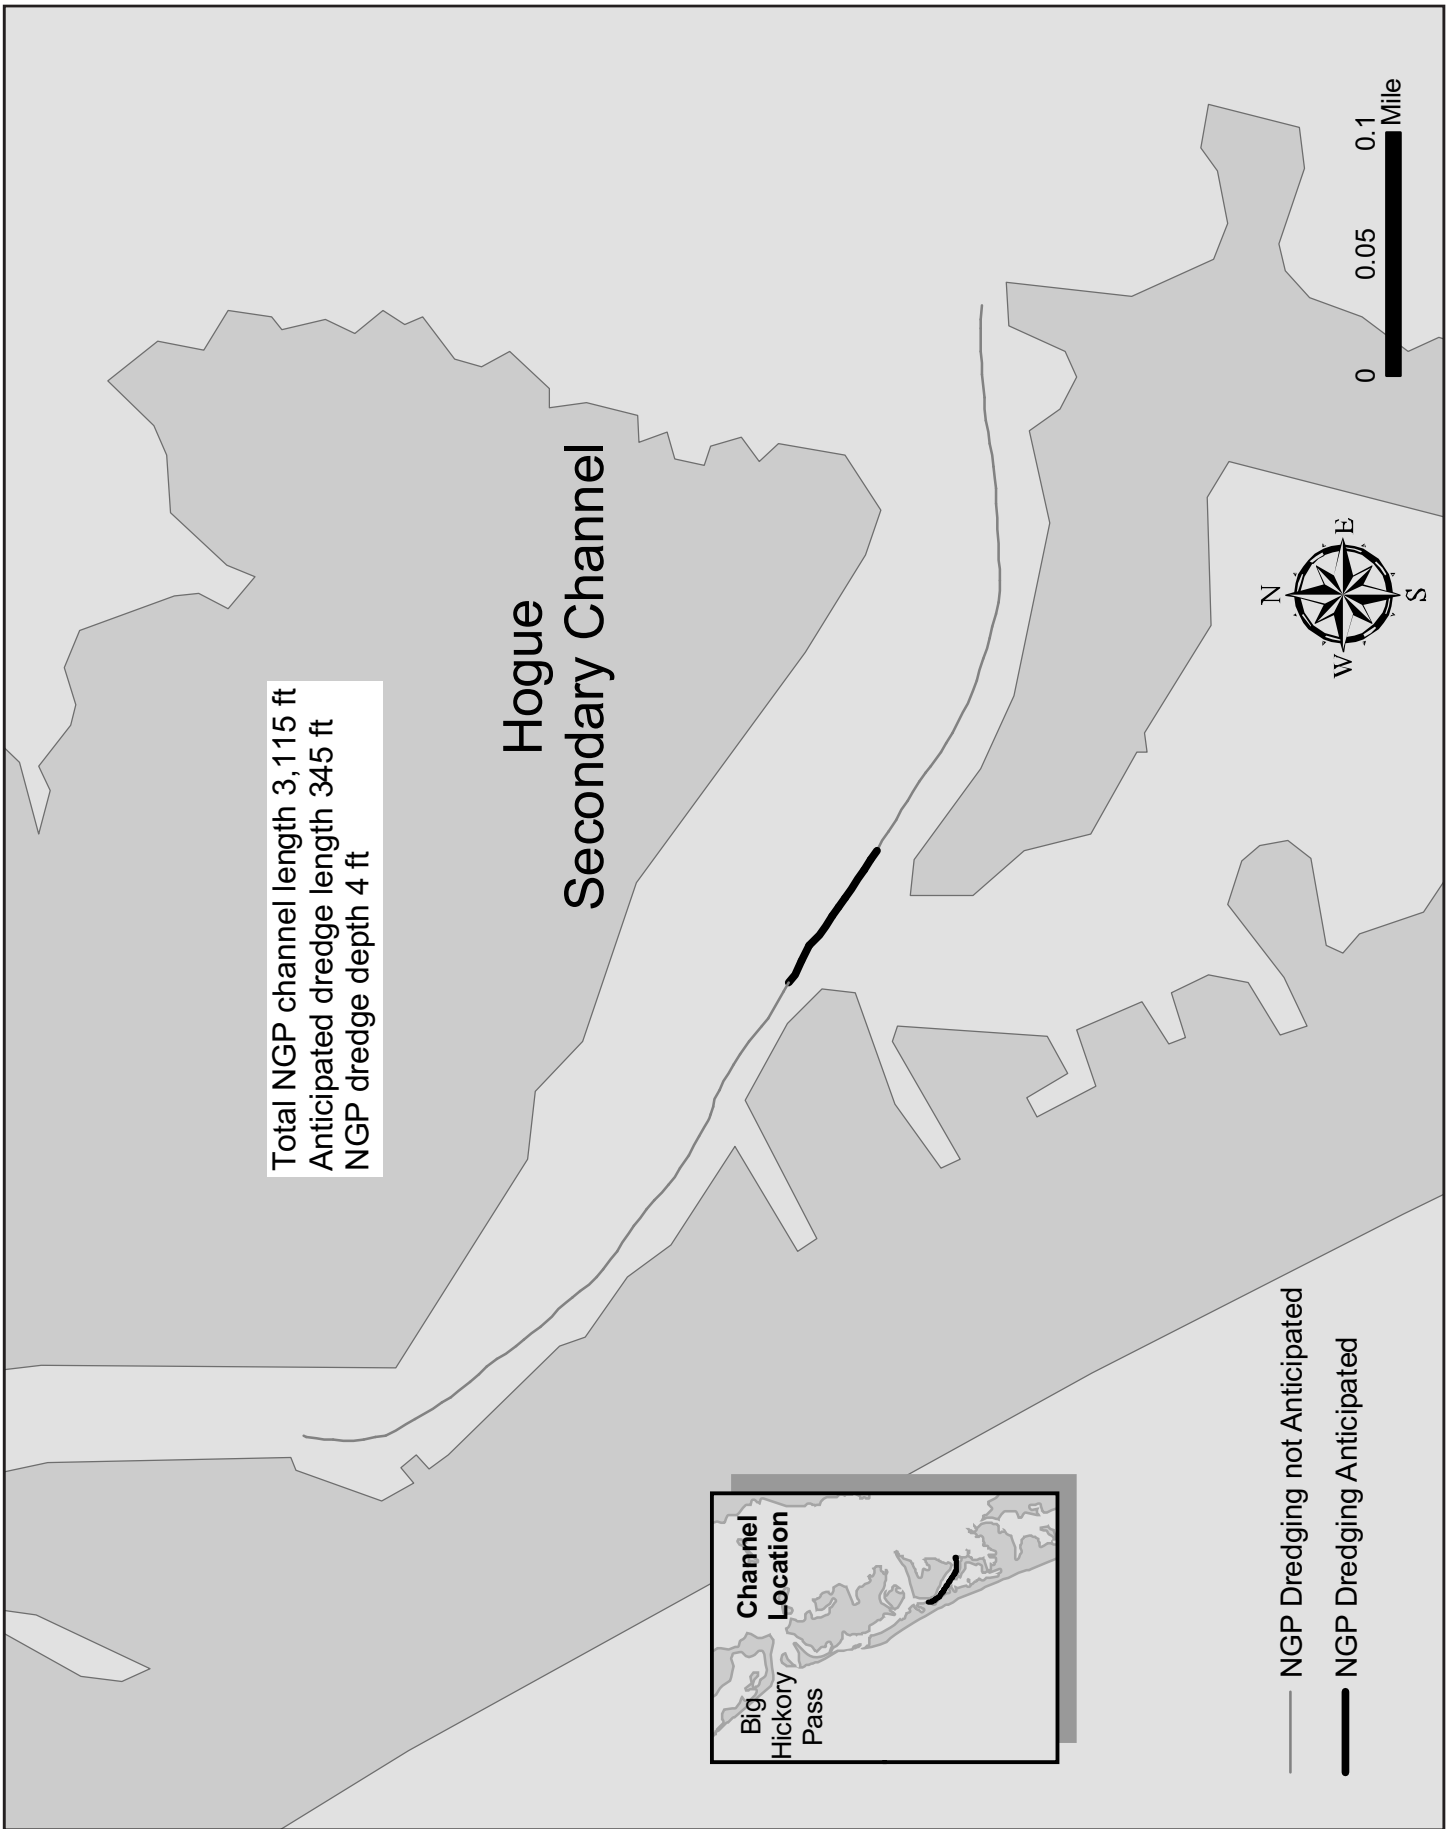 Total NGP channel length 3,115 ft
Anticipated dredge length 345 ft
NGP dredge depth 4 ft
Hogue
Secondary Channel
Channel
Location
Big
Hickory
Pass
NGP Dredging not Anticipated
NGP Dredging Anticipated
N
W
E
S
0 0.05 0.1
Mile